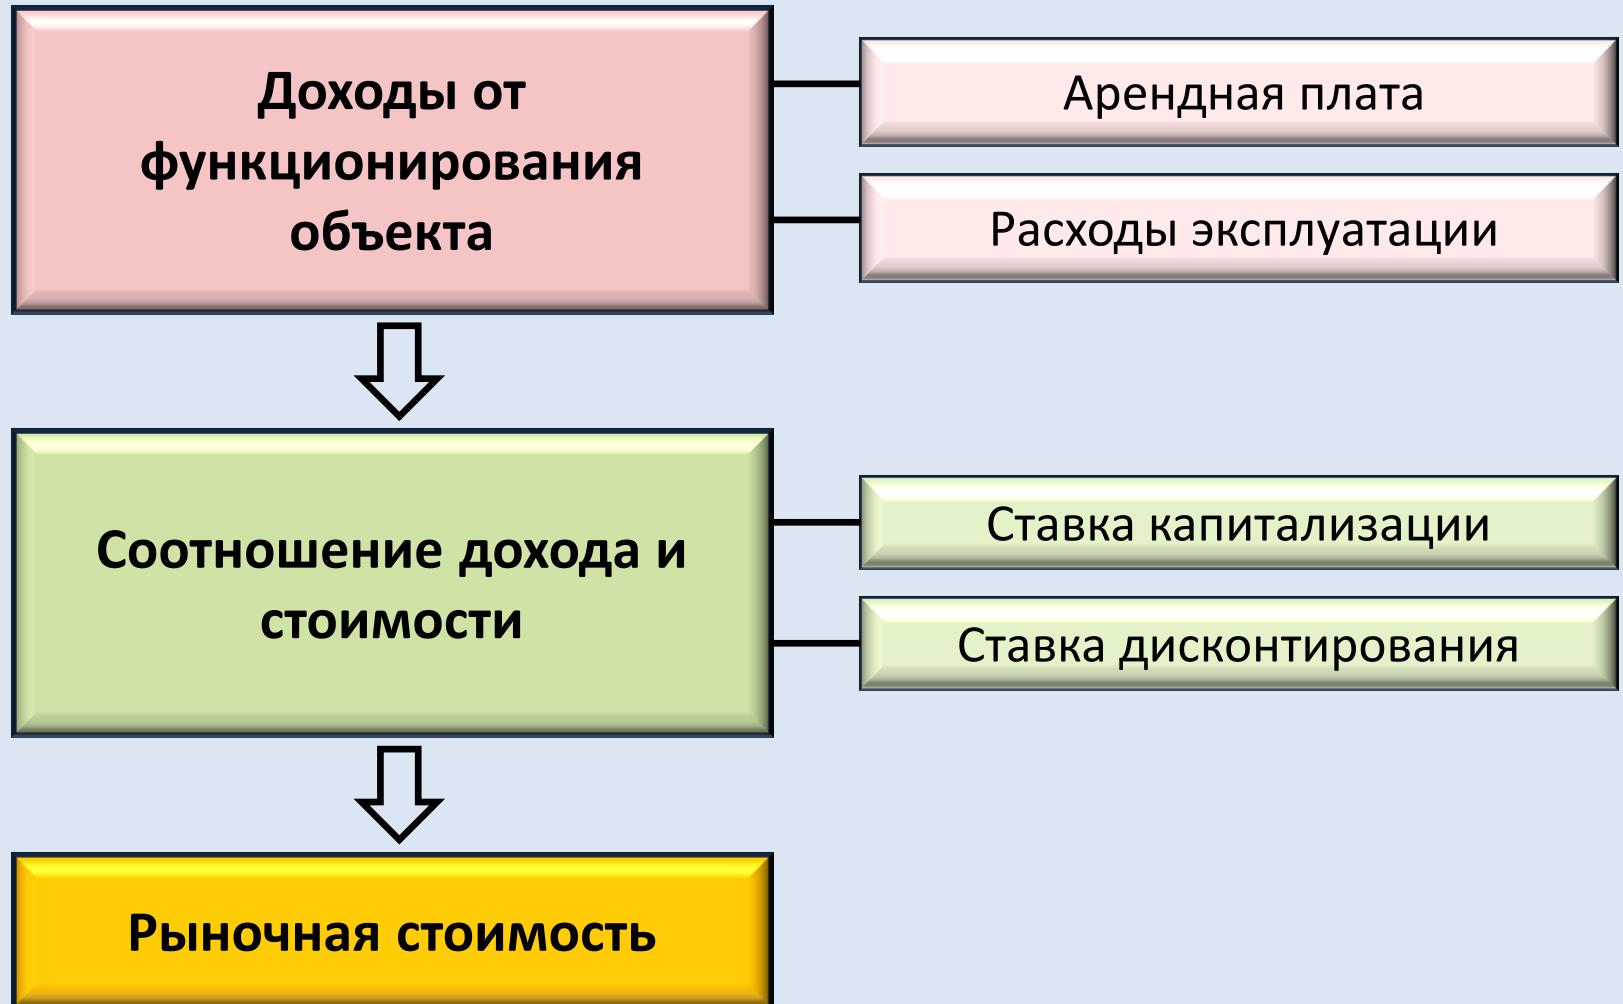 Доходы от
функционирования
объекта
Арендная плата
Расходы эксплуатации
Соотношение дохода и
стоимости
Ставка капитализации
Ставка дисконтирования
Рыночная стоимость